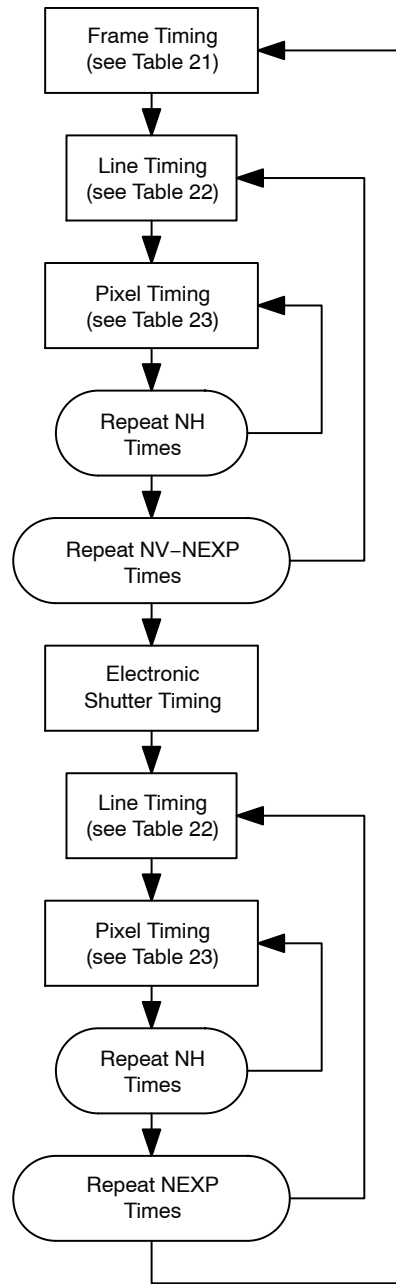 Frame Timing
(see Table 21)
Line Timing
(see Table 22)
Pixel Timing
(see Table 23)
Repeat NH
Times
Repeat NV−NEXP
Times
Electronic
Shutter Timing
Line Timing
(see Table 22)
Pixel Timing
(see Table 23)
Repeat NH
Times
Repeat NEXP
Times